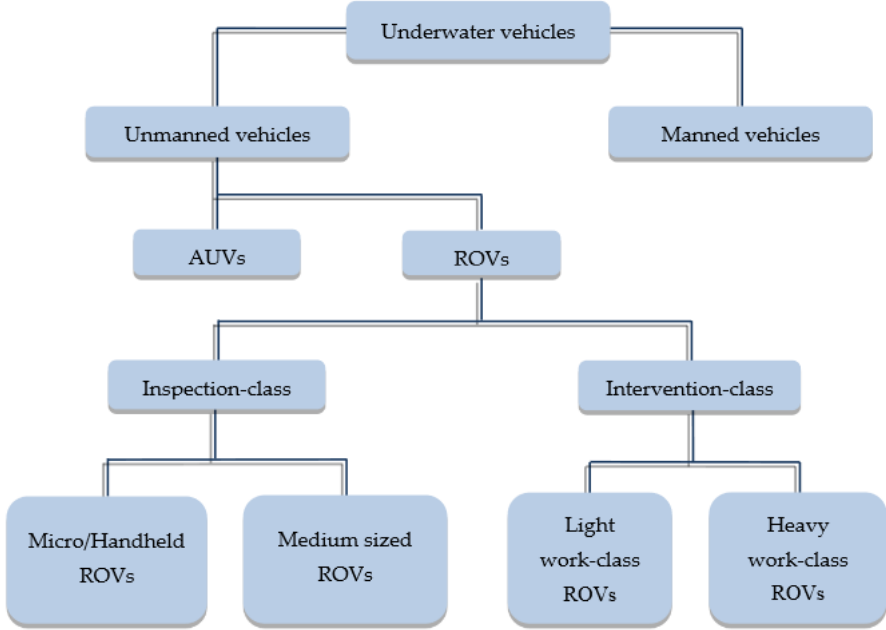 Underwater vehicles
Unmanned vehicles
Manned vehicles
AUVs
ROVs
Inspection-class
Intervention-class
Micro/Handheld
ROVs
Medium sized
ROVs
Light
work-class
ROVs
Heavy
work-class
ROVs